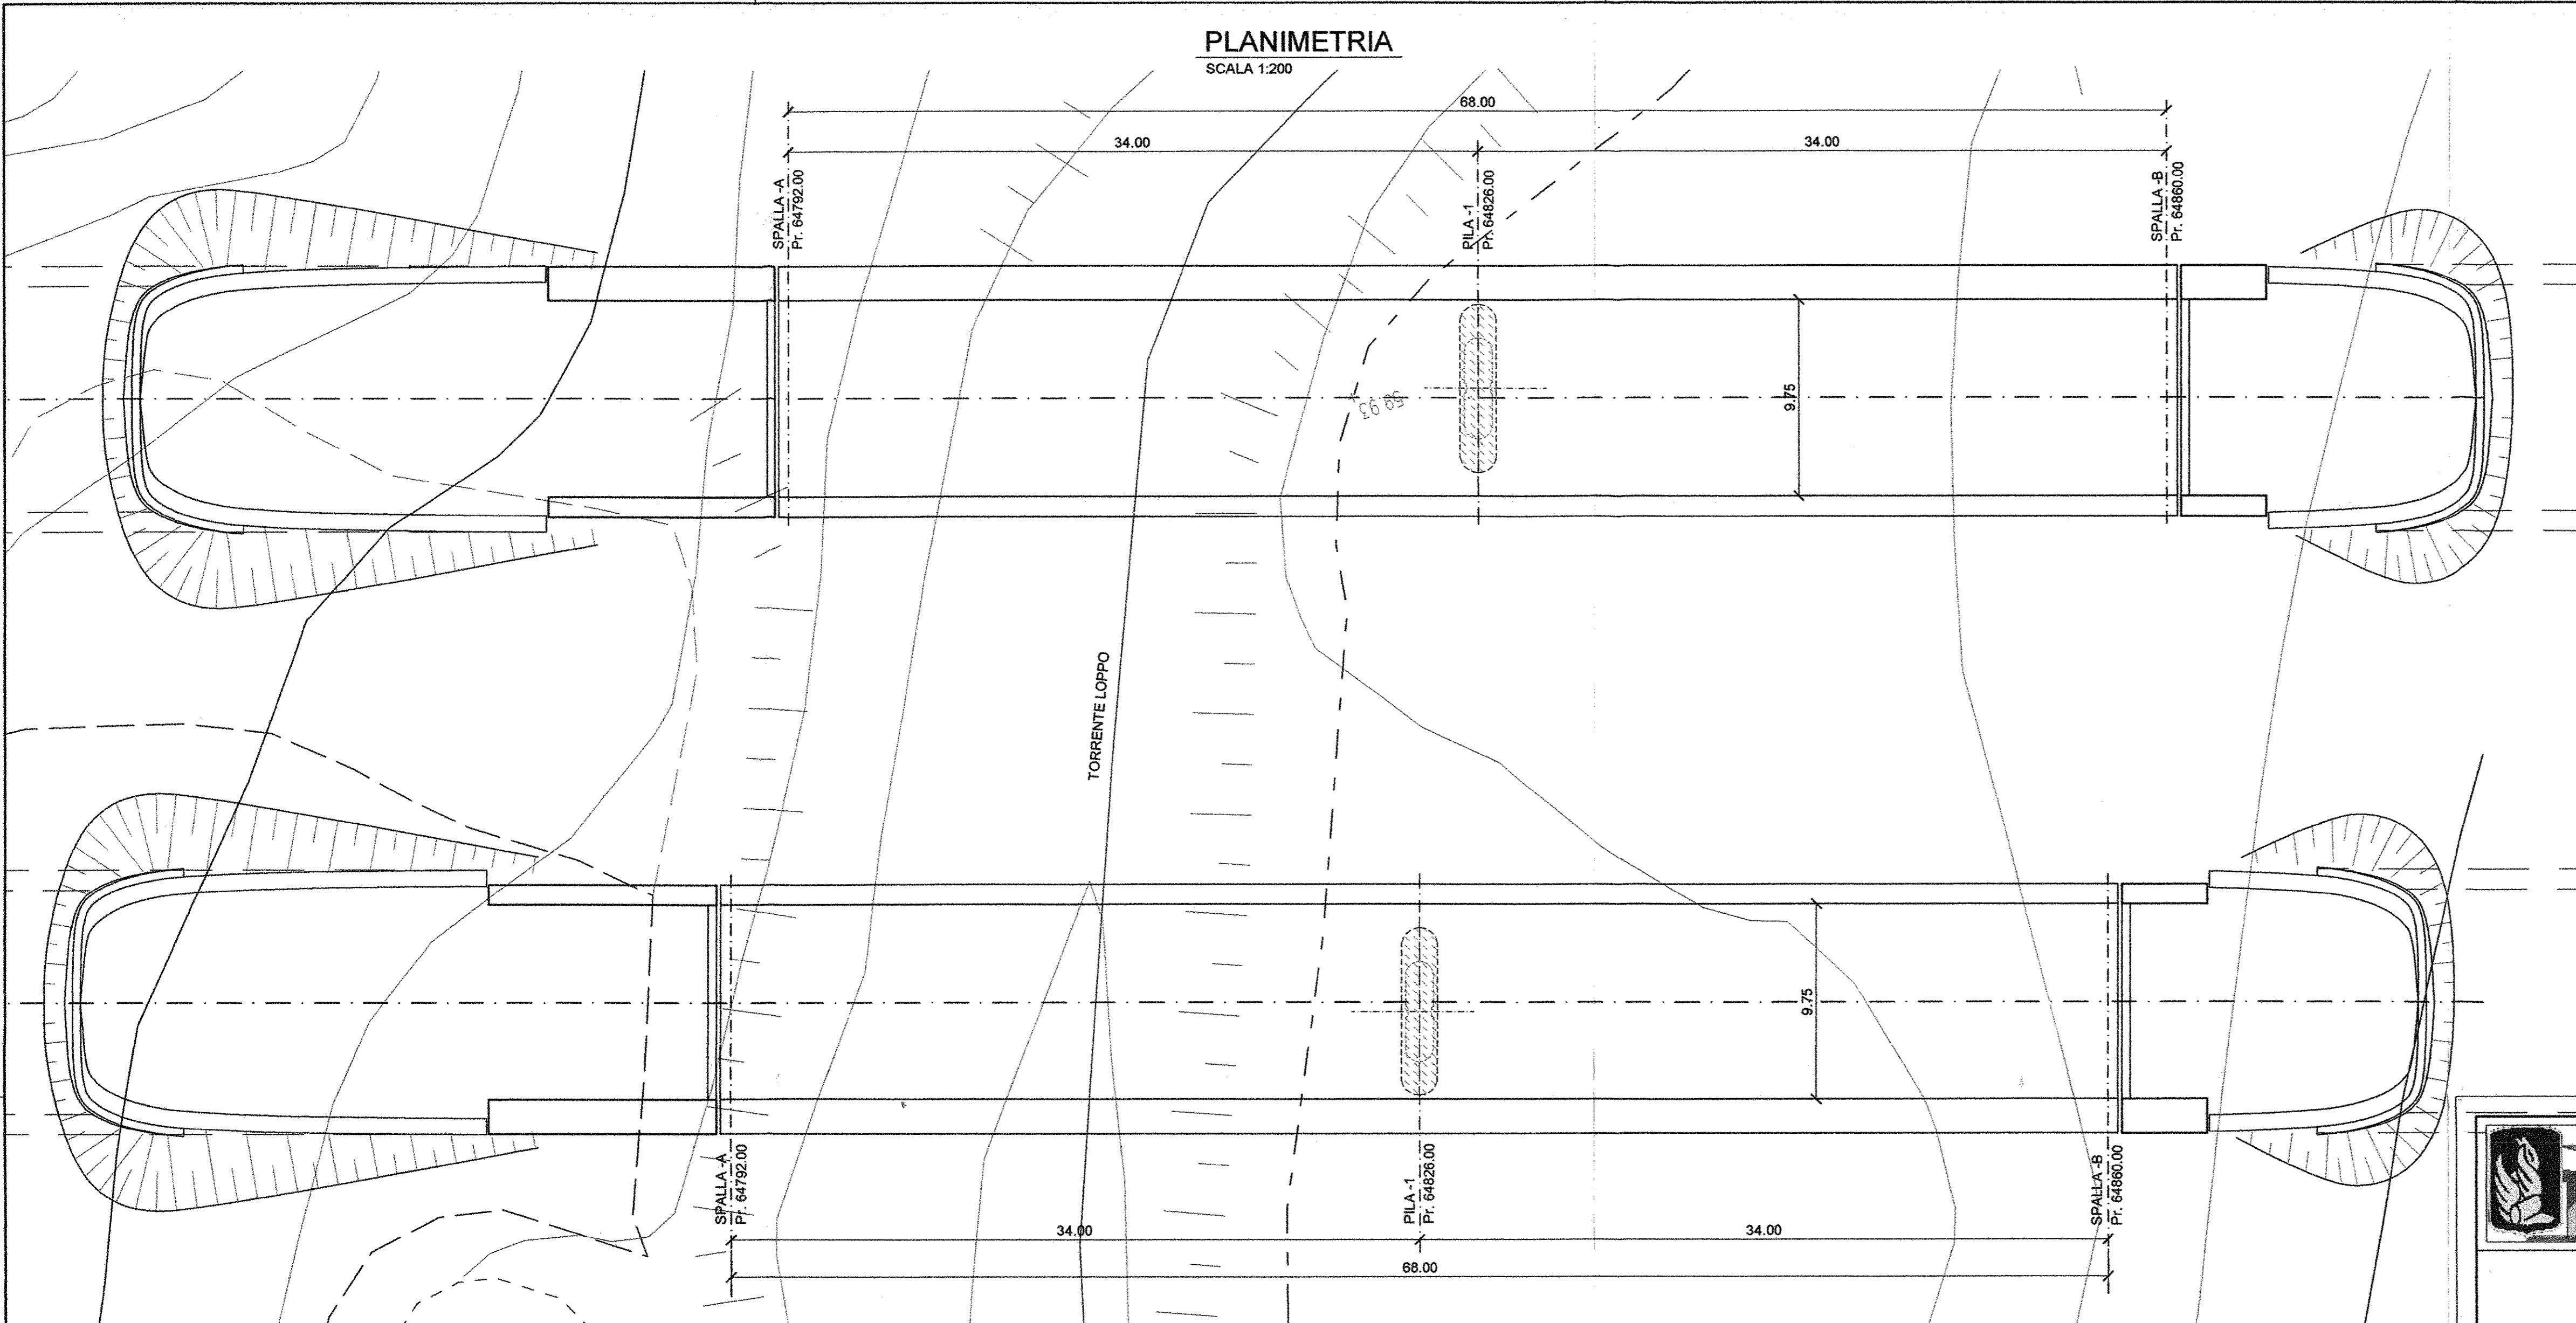 PLANIMETRIA
SCALA 1:200
68.00
34.00
34.00
SPALLA -A
Pr. 64792.00
PILA -1
Pr. 64826.00
SPALLA -B
Pr. 64860.00
59.93
9.75
TORRENTE LOPPO
9.75
SPALLA -A
Pr. 64792.00
PILA -1
Pr. 64826.00
SPALLA -B
Pr. 64860.00
34.00
34.00
68.00